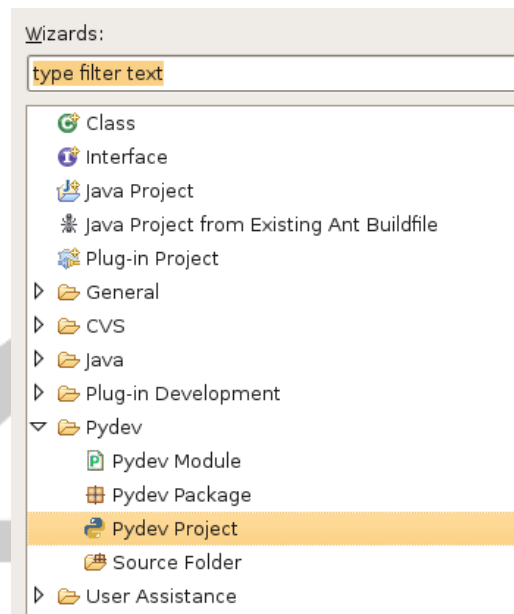 Wizards:
type filter text
Class
Interface
Java Project
Java Project from Existing Ant Buildfile
Plug-in Project
General
CVS
Java
Plug-in Development
Pydev
Pydev Module
Pydev Package
Pydev Project
Source Folder
User Assistance